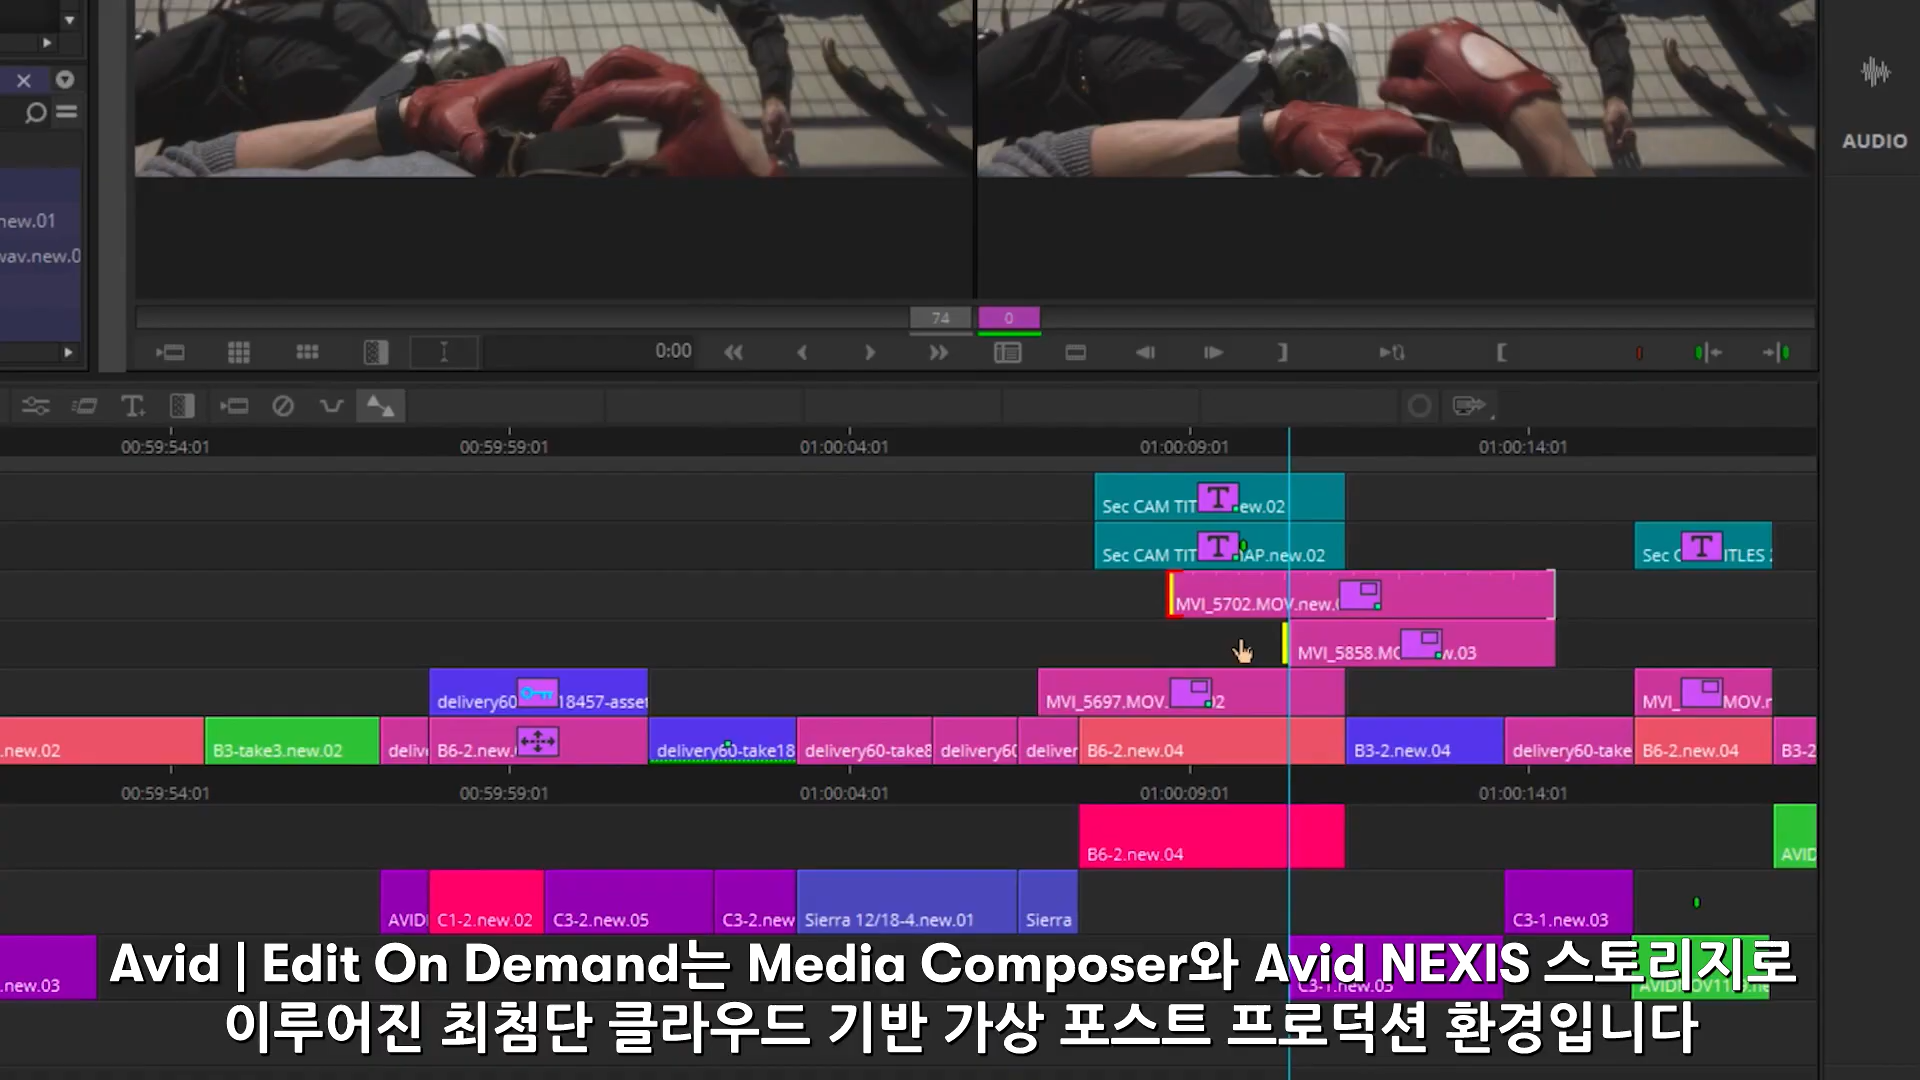 AUDIO
new.01
wav.new.0
74
0
0:00
00:59:54:01
00:59:59:01
01:00:04:01
01:00:09:01
01:00:14:01
Sec CAM TIT T ew.02
Sec CAM TIT T AP.new.02
Sec C T ITLES
MVI_5702.MOV.new.
MVI_5858.MO w.03
delivery60 18457-asset
MVI_5697.MOV. 02
MVI_ MOV.r
.new.02
B3-take3.new.02
deliv
B6-2.new.
delivery60-take18
delivery60-take8
delivery60
deliver
B6-2.new.04
B3-2.new.04
delivery60-take
B6-2.new.04
B3-2
00:59:54:01
00:59:59:01
01:00:04:01
01:00:09:01
01:00:14:01
B6-2.new.04
AVID
AVID
C1-2.new.02
C3-2.new.05
C3-2.new
Sierra 12/18-4.new.01
Sierra
C3-1.new.03
.new.03
C3-1.new.03
Avid | Edit On Demand는 Media Composer와 Avid NEXIS 스토리지로
이루어진 최첨단 클라우드 기반 가상 포스트 프로덕션 환경입니다